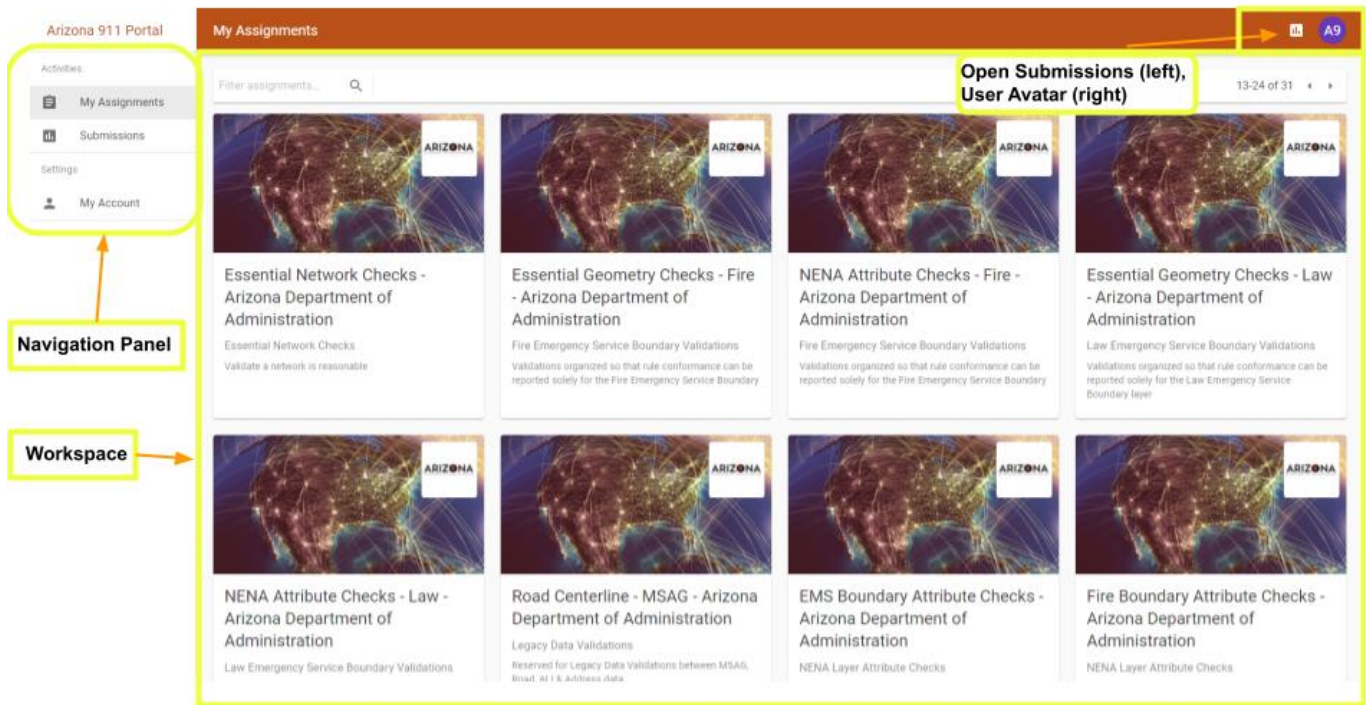 Arizona 911 Portal
My Assignments
A9
Activities
My Assignments
Submissions
Settings
My Account
Navigation Panel
Workspace
Filter assignments...
Open Submissions (left),
User Avatar (right)
13-24 of 31
ARIZONA
ARIZONA
ARIZONA
ARIZONA
Essential Network Checks -
Arizona Department of
Administration
Essential Network Checks
Validate a network is reasonable
Essential Geometry Checks - Fire
- Arizona Department of
Administration
Fire Emergency Service Boundary Validations
Validations organized so that rule conformance can be
reported solely for the Fire Emergency Service Boundary
NENA Attribute Checks - Fire -
Arizona Department of
Administration
Fire Emergency Service Boundary Validations
Validations organized so that rule conformance can be
reported solely for the Fire Emergency Service Boundary
Essential Geometry Checks - Law
- Arizona Department of
Administration
Law Emergency Service Boundary Validations
Validations organized so that rule conformance can be
reported solely for the Law Emergency Service
Boundary layer
ARIZONA
ARIZONA
ARIZONA
ARIZONA
NENA Attribute Checks - Law -
Arizona Department of
Administration
Law Emergency Service Boundary Validations
Road Centerline - MSAG - Arizona
Department of Administration
Legacy Data Validations
Reserved for Legacy Data Validations between MSAG,
Road, ALI & Address data
EMS Boundary Attribute Checks -
Arizona Department of
Administration
NENA Layer Attribute Checks
Fire Boundary Attribute Checks -
Arizona Department of
Administration
NENA Layer Attribute Checks